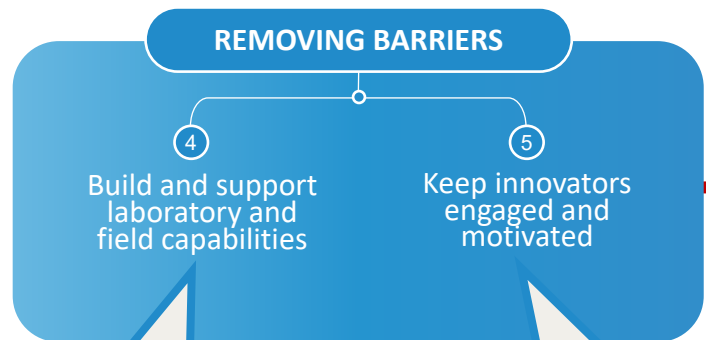 REMOVING BARRIERS
4
Build and support
laboratory and
field capabilities
5
Keep innovators
engaged and
motivated